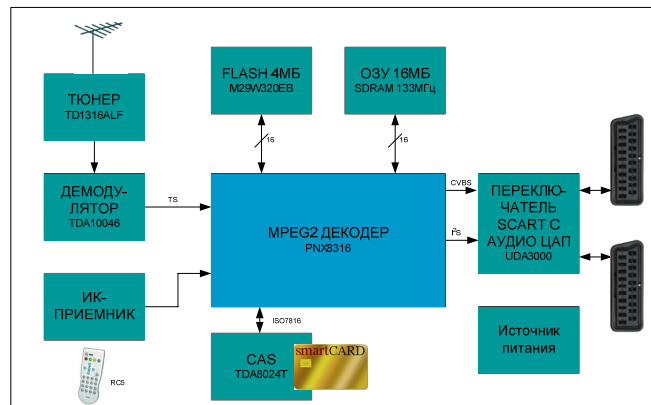 ТЮНЕР
TD1316ALF
FLASH 4МБ
M29W320EB
ОЗУ 16МБ
SDRAM 133МГц
16
16
ДЕМОДУ-
ЛЯТОР
TDA10046
TS
MPEG2 ДЕКОДЕР
PNX8316
CVBS
I²S
ПЕРЕКЛЮ-
ЧАТЕЛЬ
SCART С
АУДИО ЦАП
UDA3000
ИК-
ПРИЕМНИК
RC5
ISO7816
CAS
TDA8024T
smartCARD
Источник
питания